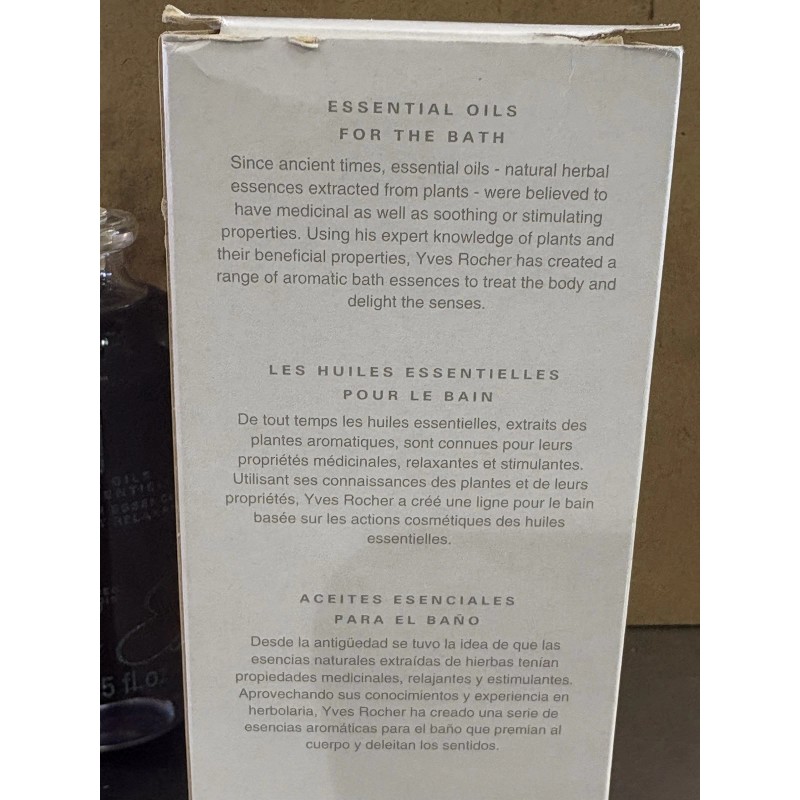 ESSENTIAL OILS
FOR THE BATH
Since ancient times, essential oils - natural herbal
essences extracted from plants - were believed to
have medicinal as well as soothing or stimulating
properties. Using his expert knowledge of plants and
their beneficial properties, Yves Rocher has created a
range of aromatic bath essences to treat the body and
delight the senses.
LES HUILES ESSENTIELLES
POUR LE BAIN
De tout temps les huiles essentielles, extraits des
plantes aromatiques, sont connues pour leurs
propriétés médicinales, relaxantes et stimulantes.
Utilisant ses connaissances des plantes et de leurs
propriétés, Yves Rocher a créé une ligne pour le bain
basée sur les actions cosmétiques des huiles
essentielles.
ACEITES ESENCIALES
PARA EL BAÑO
Desde la antigüedad se tuvo la idea de que las
esencias naturales extraídas de hierbas tenían
propiedades medicinales, relajantes y estimulantes.
Aprovechando sus conocimientos y experiencia en
herbolaria, Yves Rocher ha creado una serie de
esencias aromáticas para el baño que premían al
cuerpo y deleitan los sentidos.
OILS
5 fl.oz